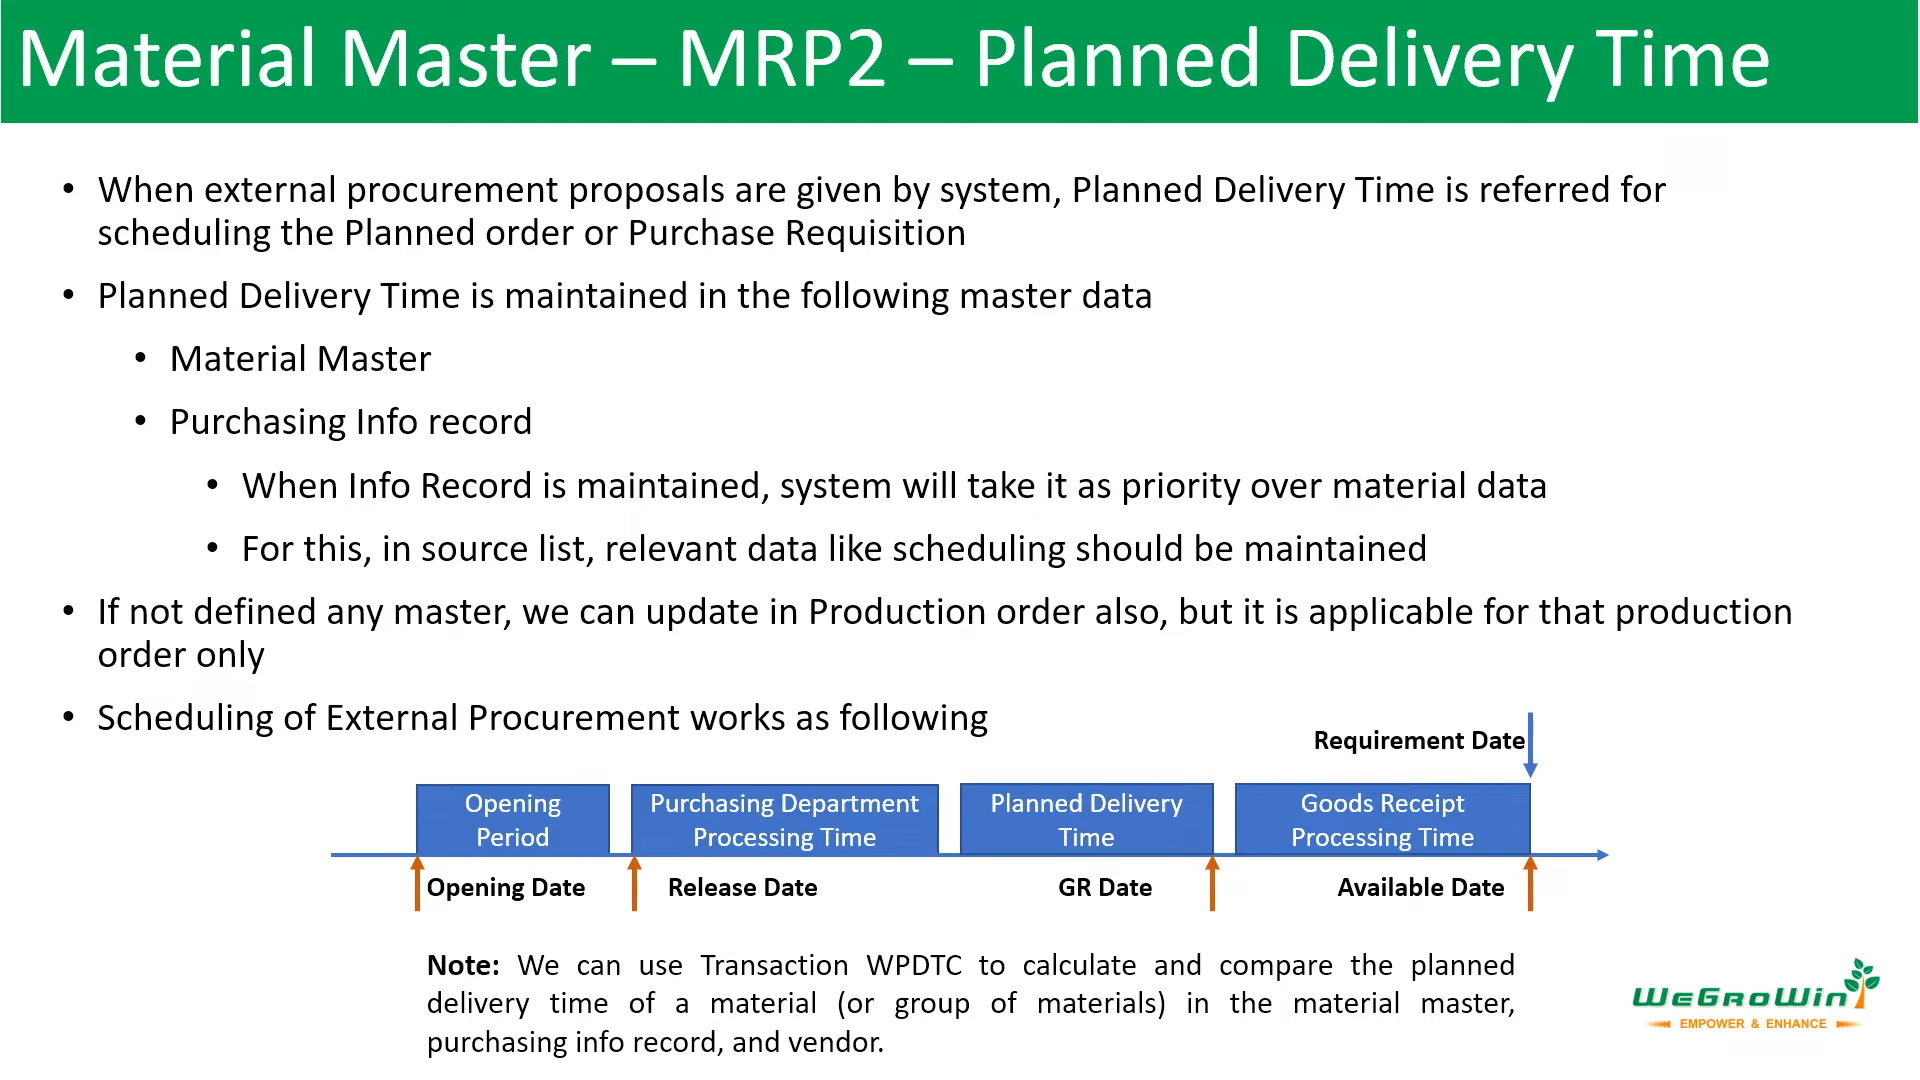 Material Master – MRP2 – Planned Delivery Time
• When external procurement proposals are given by system, Planned Delivery Time is referred for
scheduling the Planned order or Purchase Requisition
• Planned Delivery Time is maintained in the following master data
• Material Master
• Purchasing Info record
• When Info Record is maintained, system will take it as priority over material data
• For this, in source list, relevant data like scheduling should be maintained
• If not defined any master, we can update in Production order also, but it is applicable for that production
order only
• Scheduling of External Procurement works as following
Requirement Date
Opening
Period
Purchasing Department
Processing Time
Planned Delivery
Time
Goods Receipt
Processing Time
Opening Date
Release Date
GR Date
Available Date
Note: We can use Transaction WPDTC to calculate and compare the planned
delivery time of a material (or group of materials) in the material master,
purchasing info record, and vendor.
WeGroWin
EMPOWER & ENHANCE